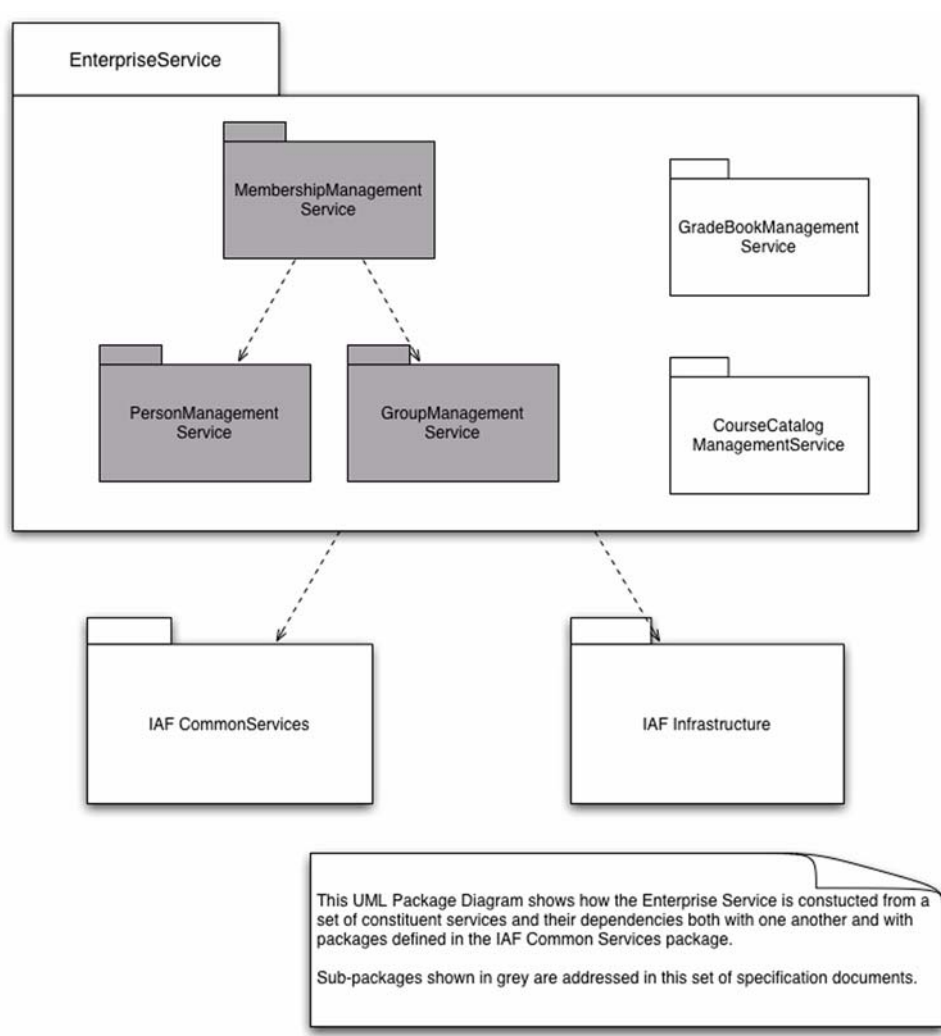 EnterpriseService
MembershipManagement
Service
GradeBookManagement
Service
PersonManagement
Service
GroupManagement
Service
CourseCatalog
ManagementService
IAF CommonServices
IAF Infrastructure
This UML Package Diagram shows how the Enterprise Service is constucted from a
set of constituent services and their dependencies both with one another and with
packages defined in the IAF Common Services package.
Sub-packages shown in grey are addressed in this set of specification documents.